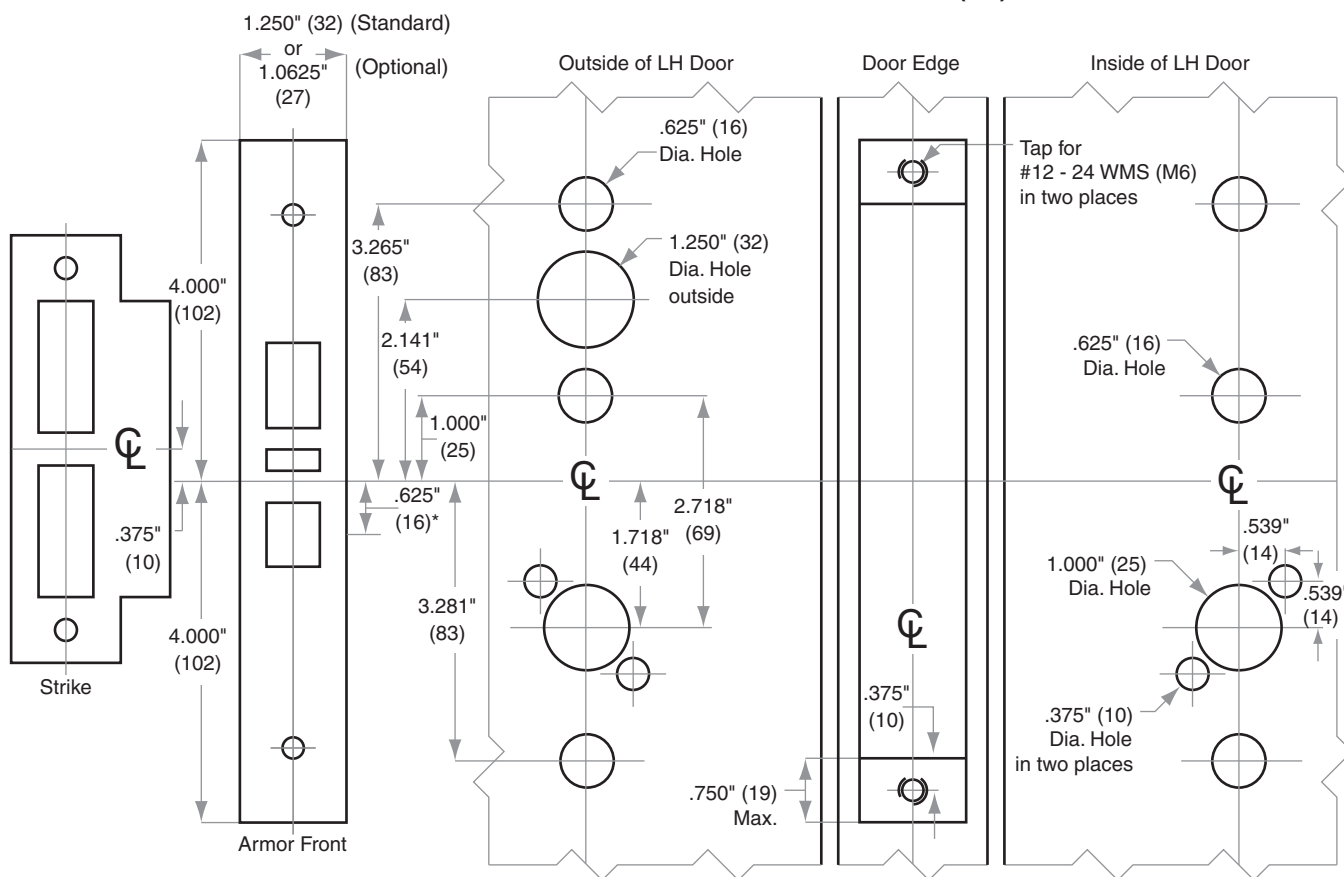 1.250" (32) (Standard)
or
1.0625" (Optional)
(27)
Outside of LH Door
Door Edge
Inside of LH Door
.625" (16)
Dia. Hole
Tap for
#12 - 24 WMS (M6)
in two places
3.265"
(83)
1.250" (32)
Dia. Hole
outside
4.000"
(102)
2.141"
(54)
.625" (16)
Dia. Hole
1.000"
(25)
CL
CL
CL
.625"
(16)*
2.718"
(69)
.375"
(10)
1.718"
(44)
.539"
(14)
1.000" (25)
Dia. Hole
.539"
(14)
3.281"
(83)
CL
4.000"
(102)
Strike
.375"
(10)
.375" (10)
Dia. Hole
in two places
.750" (19)
Max.
Armor Front